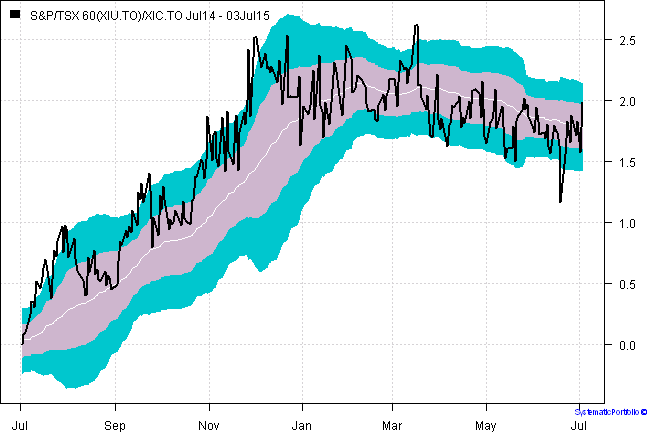 S&P/TSX 60(XIU.TO)/XIC.TO Jul14 - 03Jul15
2.5
2.0
1.5
1.0
0.5
0.0
SystematicPortfolio ©
Jul Sep Nov Jan Mar May Jul